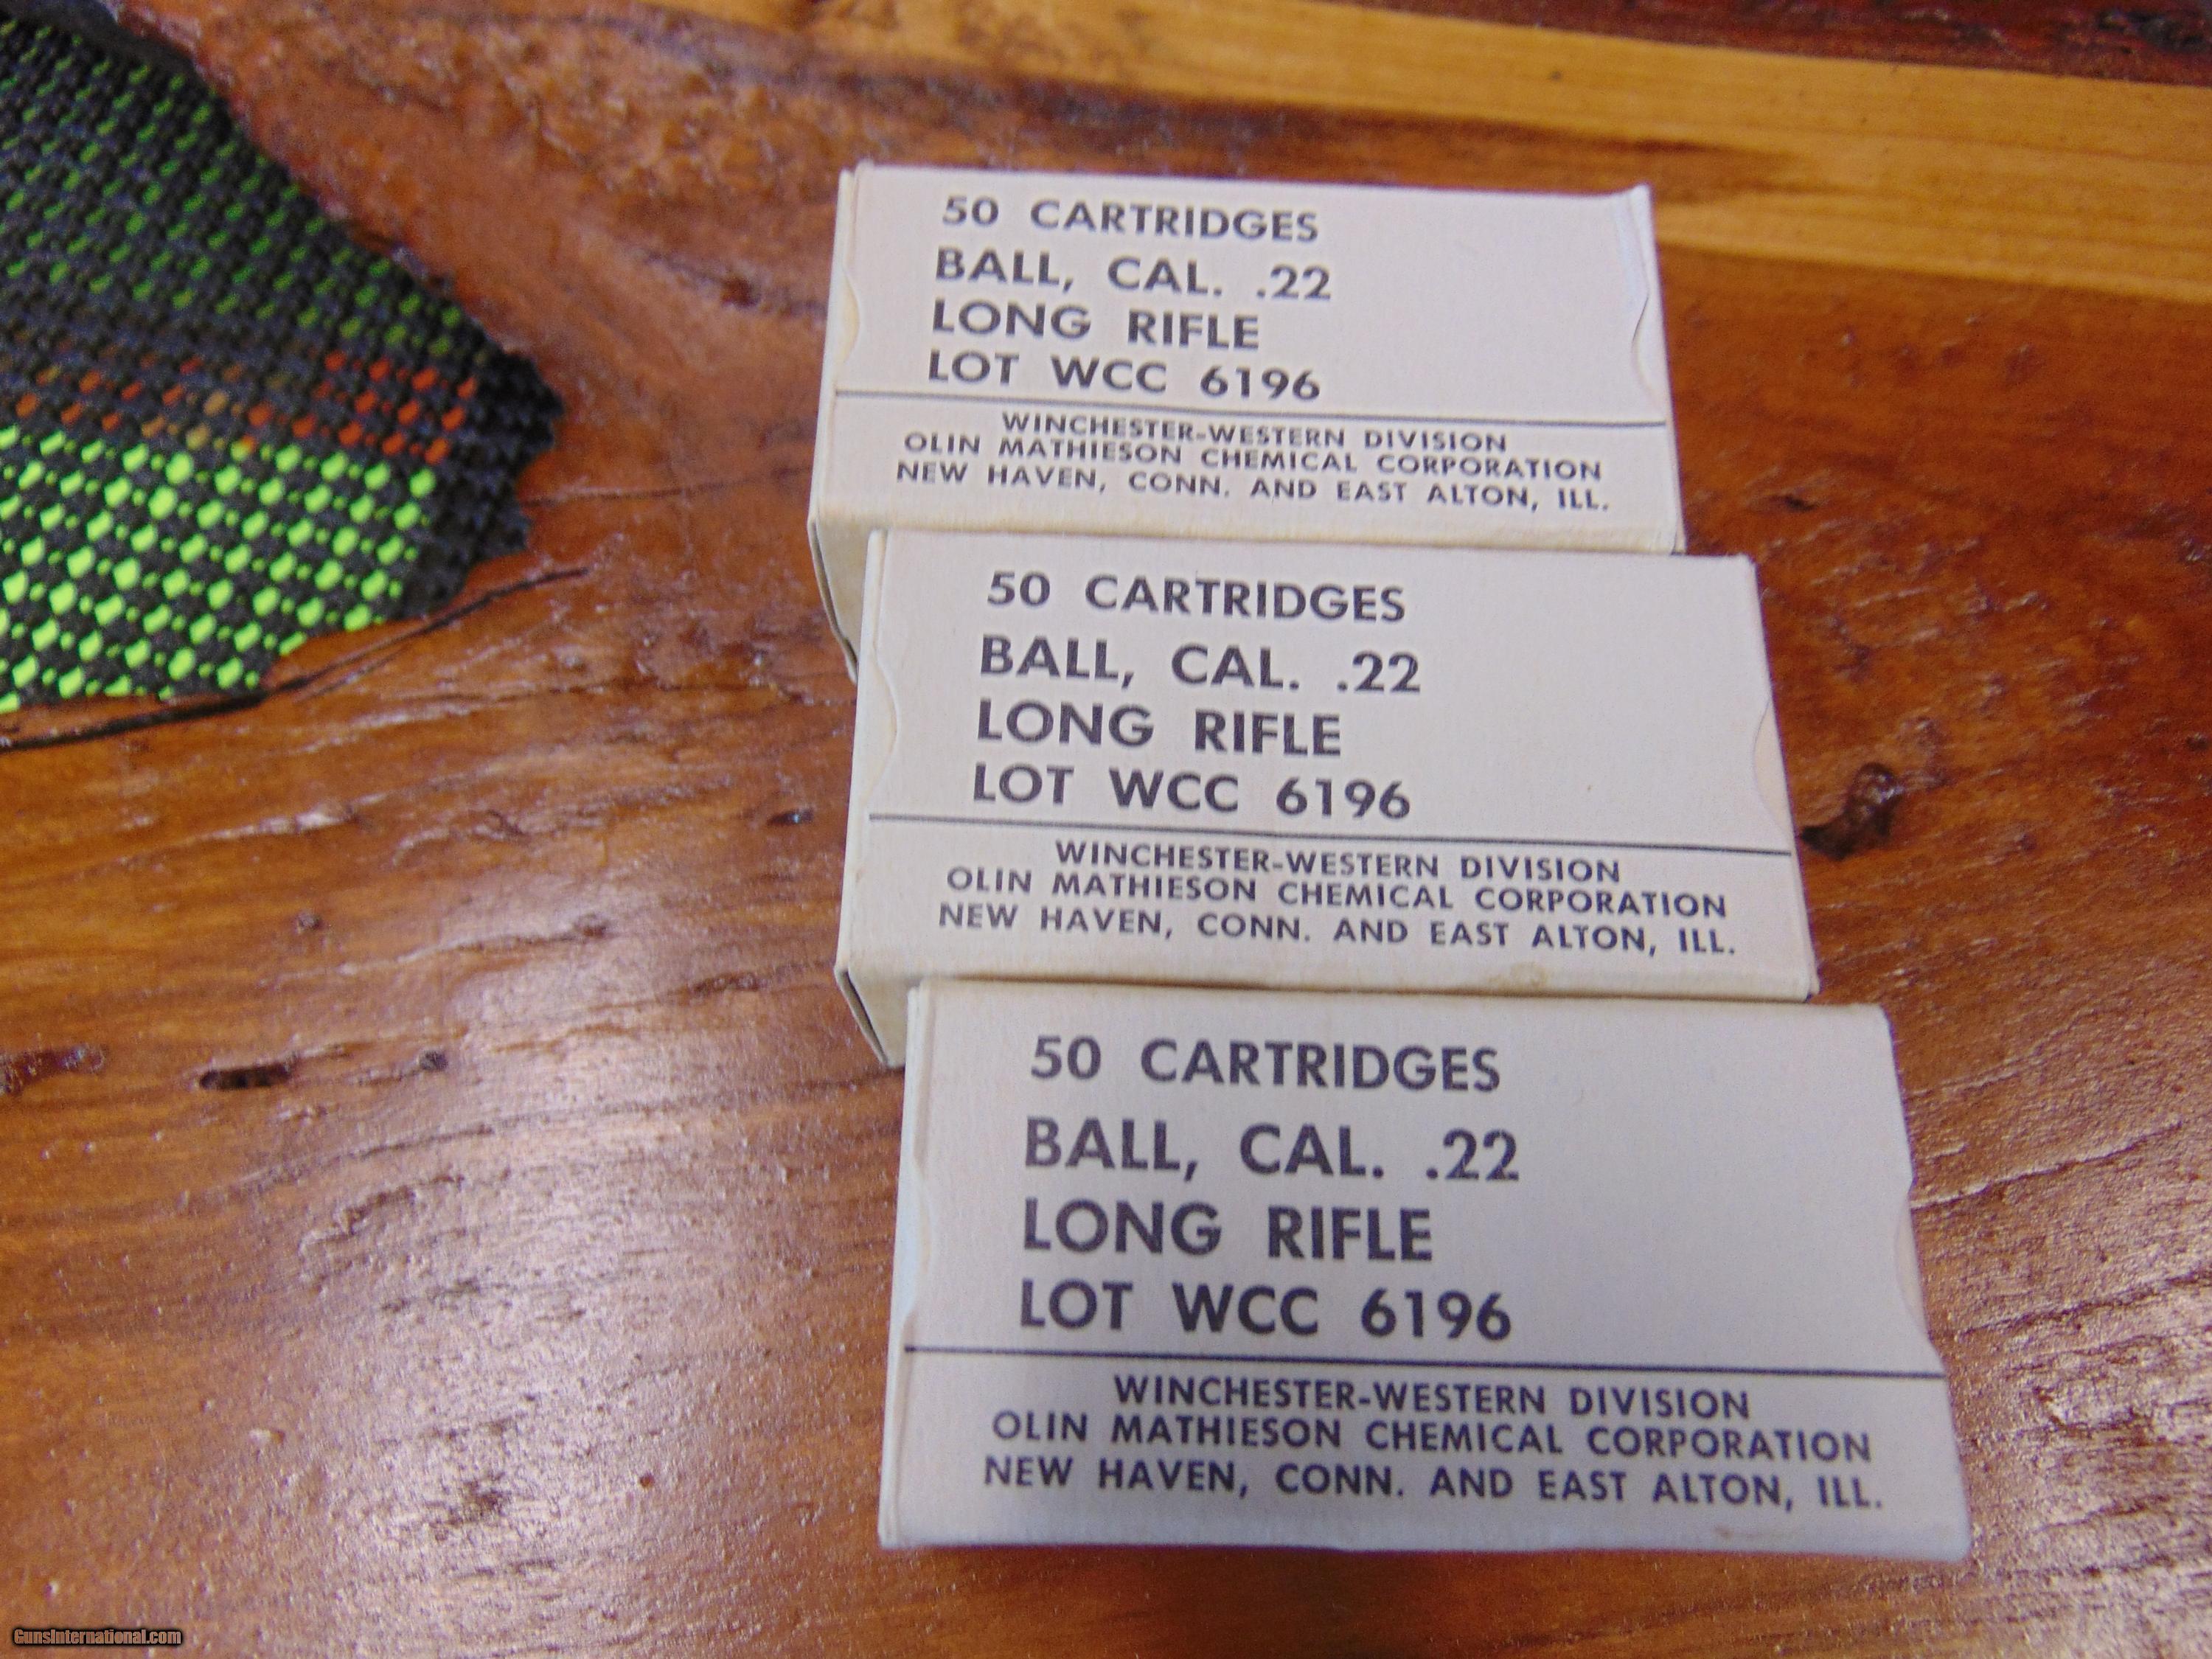 50 CARTRIDGES
BALL, CAL. .22
LONG RIFLE
LOT WCC 6196
WINCHESTER-WESTERN DIVISION
OLIN MATHIESON CHEMICAL CORPORATION
NEW HAVEN, CONN. AND EAST ALTON, ILL.
50 CARTRIDGES
BALL, CAL. .22
LONG RIFLE
LOT WCC 6196
WINCHESTER-WESTERN DIVISION
OLIN MATHIESON CHEMICAL CORPORATION
NEW HAVEN, CONN. AND EAST ALTON, ILL.
50 CARTRIDGES
BALL, CAL. .22
LONG RIFLE
LOT WCC 6196
WINCHESTER-WESTERN DIVISION
OLIN MATHIESON CHEMICAL CORPORATION
NEW HAVEN, CONN. AND EAST ALTON, ILL.
GunsInternational.com